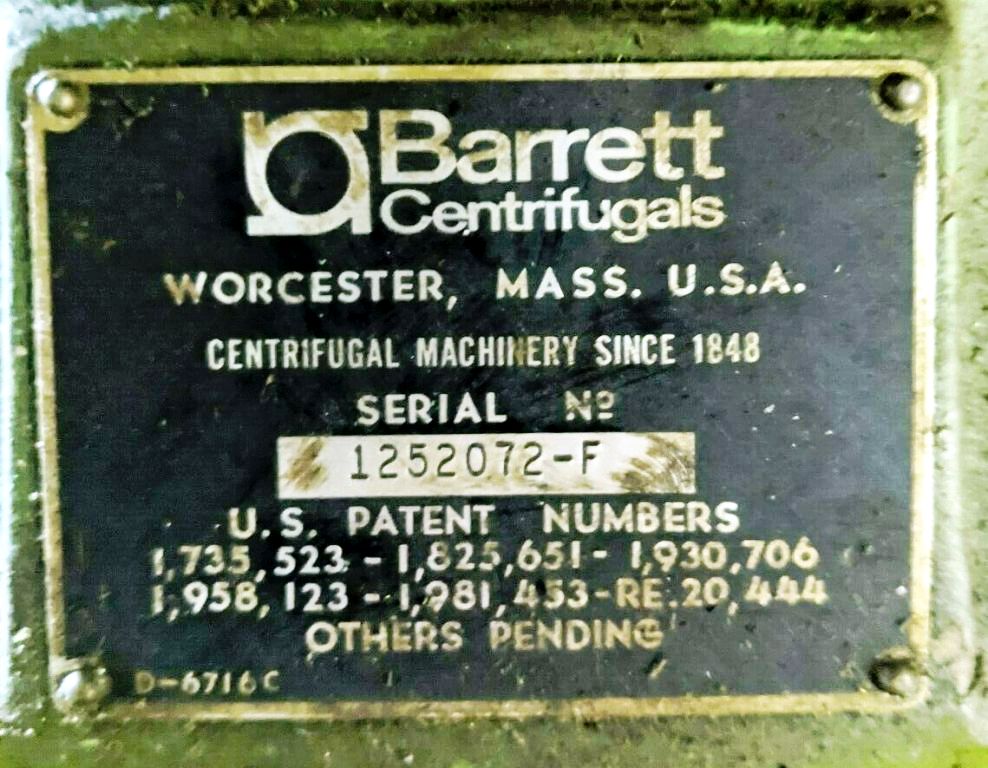 Barrett
Centrifugals
WORCESTER, MASS. U.S.A.
CENTRIFUGAL MACHINERY SINCE 1848
SERIAL Nº
1252072-F
U.S. PATENT NUMBERS
1,735,523 - 1,825,651 - 1,930,706
1,958,123 - 1,981,453-RE.20,444
OTHERS PENDING
D-6716C